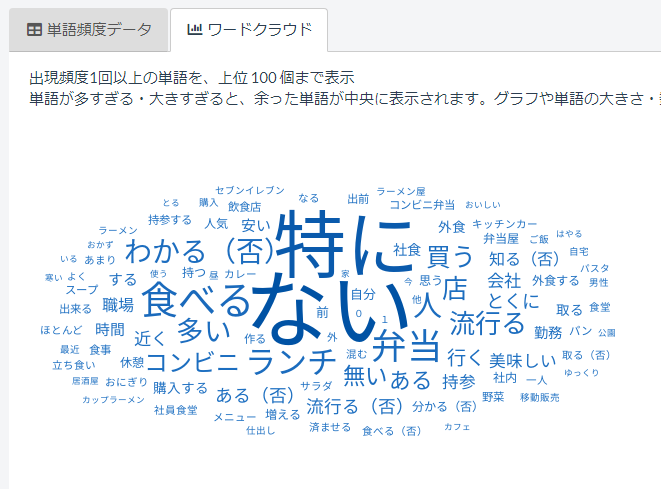 単語頻度データ ワードクラウド
出現頻度1回以上の単語を、上位 100 個まで表示
単語が多すぎる・大きすぎると、余った単語が中央に表示されます。グラフや単語の大きさ・
セブンイレブン ラーメン屋
とる 購入 なる 出前 コンビニ弁当 おいしい
飲食店
持参する 人気 安い 特に 外食 キッチンカー
ラーメン 弁当屋 ご飯 はやる
おかず わかる（否） 社食 買う 知る（否） 自宅
いる あまり パスタ
寒い よく する 使う 持つ 昼 カレー 家 今 思う 店 会社 外食する 男性
スープ 食べる ない 自分 他 人 とくに
出来る 職場 前 0 1 流行る 取る 食堂
ほとんど 時間 近く 多い 作る 外 弁当 勤務 パン 公園
最近 食事 混む
立ち食い 休憩 コンビニ ランチ 無い ある 行く 美味しい 取る（否）
居酒屋 おにぎり 購入する ある（否） サラダ 持参 社内 一人 ゆっくり
カップラーメン 野菜 移動販売
社員食堂 メニュー 増える 流行る（否） 分かる（否）
仕出し 済ませる 食べる（否） カフェ